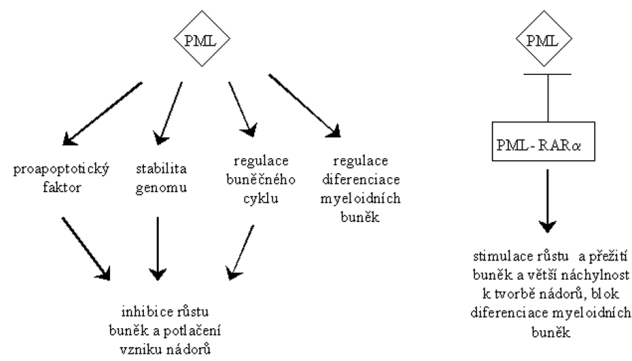 PML
proapoptotický
faktor
stabilita
genomu
regulace
buněčného
cyklu
regulace
diferenciace
myeloidních
buněk
inhibice růstu
buněk a potlačení
vzniku nádorů
PML
PML- RARα
stimulace růstu a přežití
buněk a větší náchylnost
k tvorbě nádorů, blok
diferenciace myeloidních
buněk